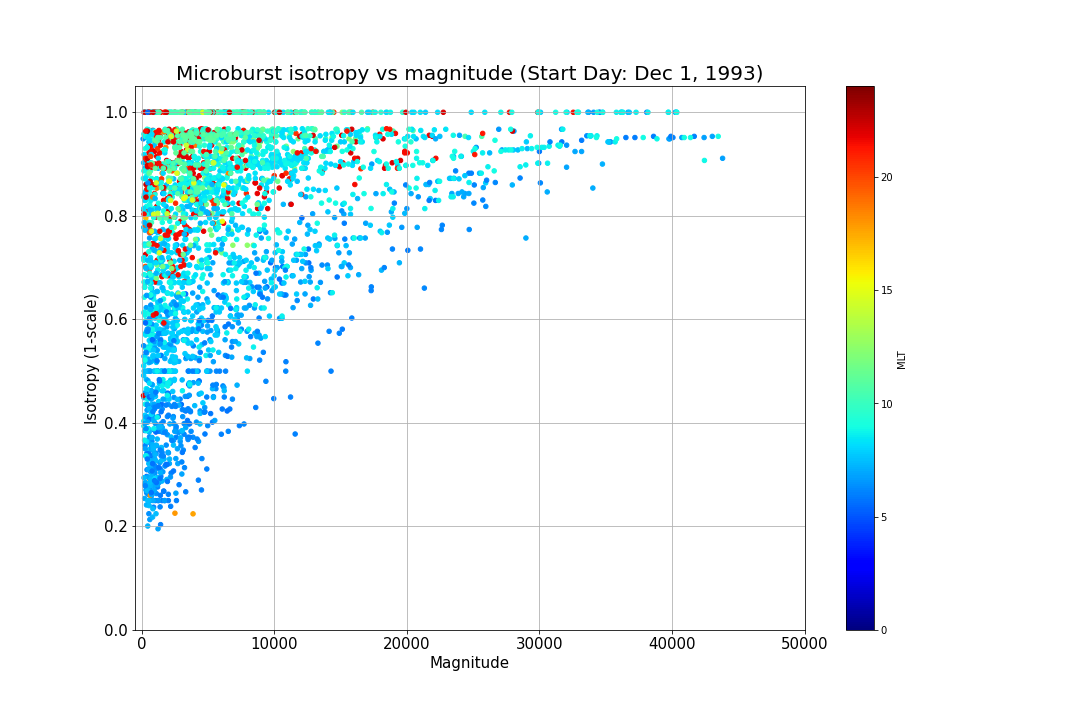 Microburst isotropy vs magnitude (Start Day: Dec 1, 1993)
1.0
0.8
0.6
0.4
0.2
0.0
Isotropy (1-scale)
0 10000 20000 30000 40000 50000
Magnitude
20
15
10
5
0
MLT